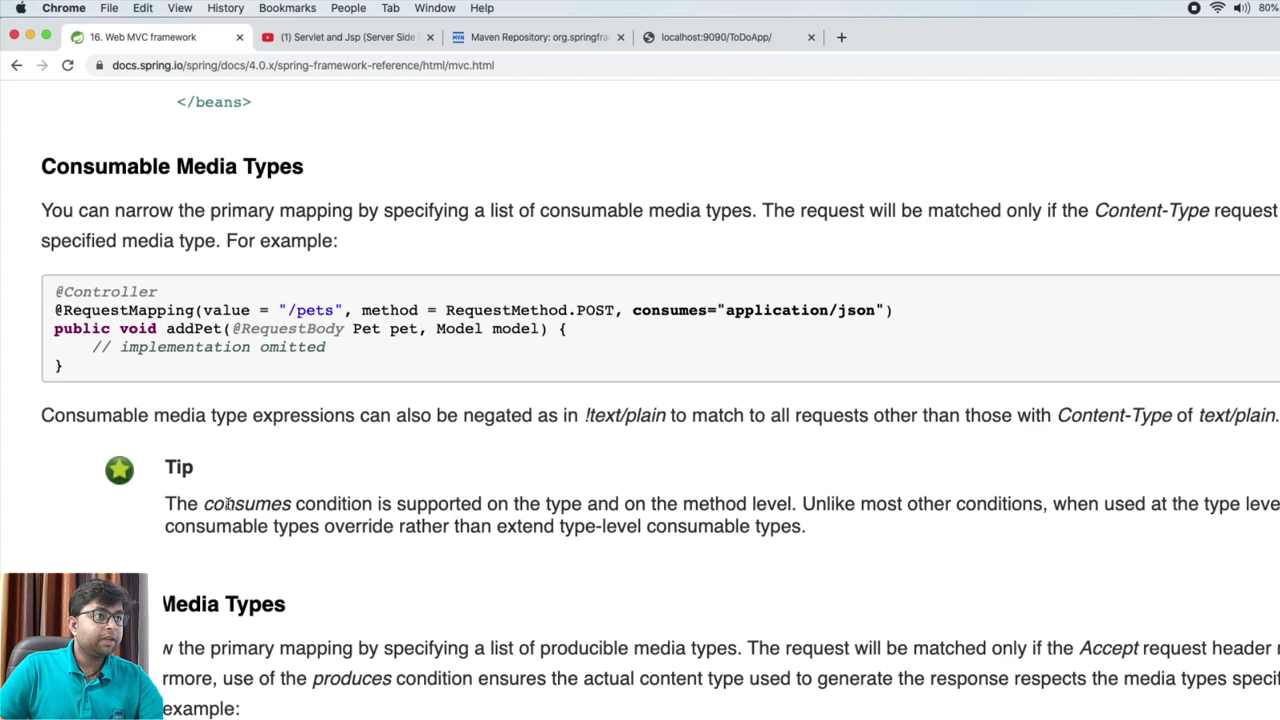 Chrome File Edit View History Bookmarks People Tab Window Help 80%
16. Web MVC framework (1) Servlet and Jsp (Server Side Maven Repository: org.springfra localhost:9090/ToDoApp/
docs.spring.io/spring/docs/4.0.x/spring-framework-reference/html/mvc.html
</beans>
Consumable Media Types
You can narrow the primary mapping by specifying a list of consumable media types. The request will be matched only if the Content-Type request
specified media type. For example:
@Controller
@RequestMapping(value = "/pets", method = RequestMethod.POST, consumes="application/json")
public void addPet(@RequestBody Pet pet, Model model) {
// implementation omitted
}
Consumable media type expressions can also be negated as in !text/plain to match to all requests other than those with Content-Type of text/plain.
Tip
The consumes condition is supported on the type and on the method level. Unlike most other conditions, when used at the type leve
consumable types override rather than extend type-level consumable types.
Media Types
w the primary mapping by specifying a list of producible media types. The request will be matched only if the Accept request header
rmore, use of the produces condition ensures the actual content type used to generate the response respects the media types specif
example: